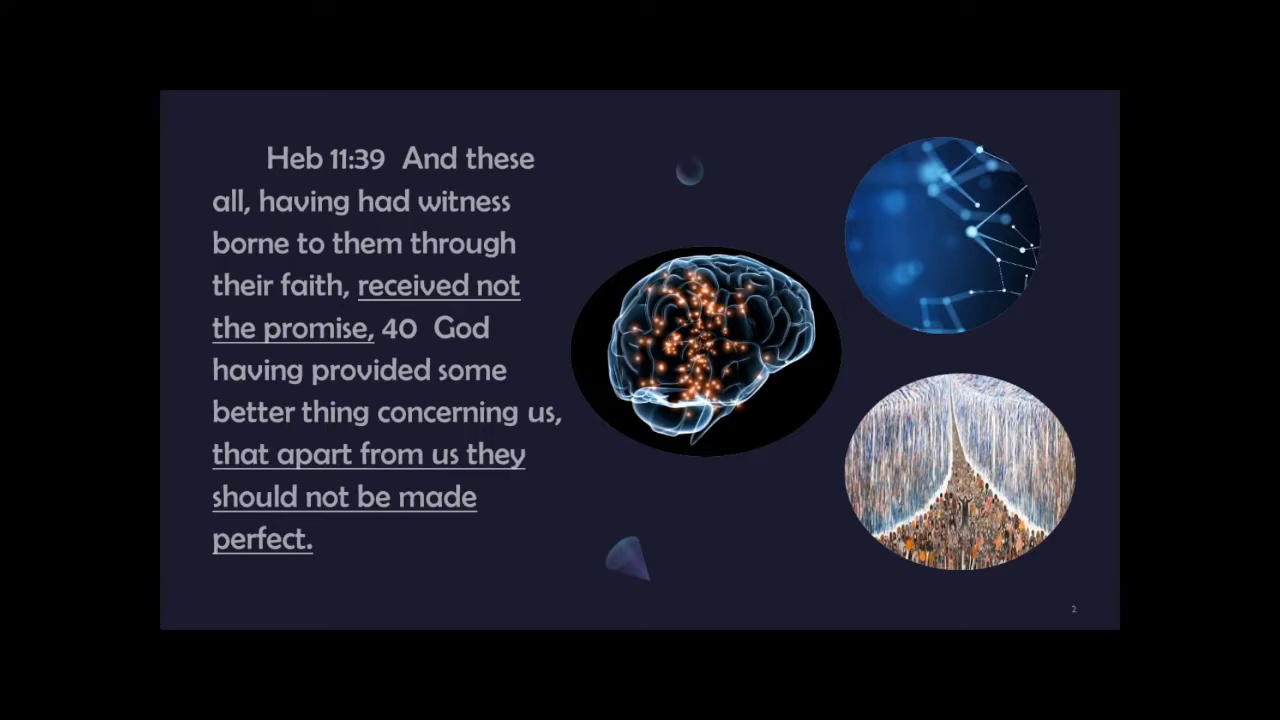 Heb 11:39 And these
all, having had witness
borne to them through
their faith, received not
the promise, 40 God
having provided some
better thing concerning us,
that apart from us they
should not be made
perfect.
2